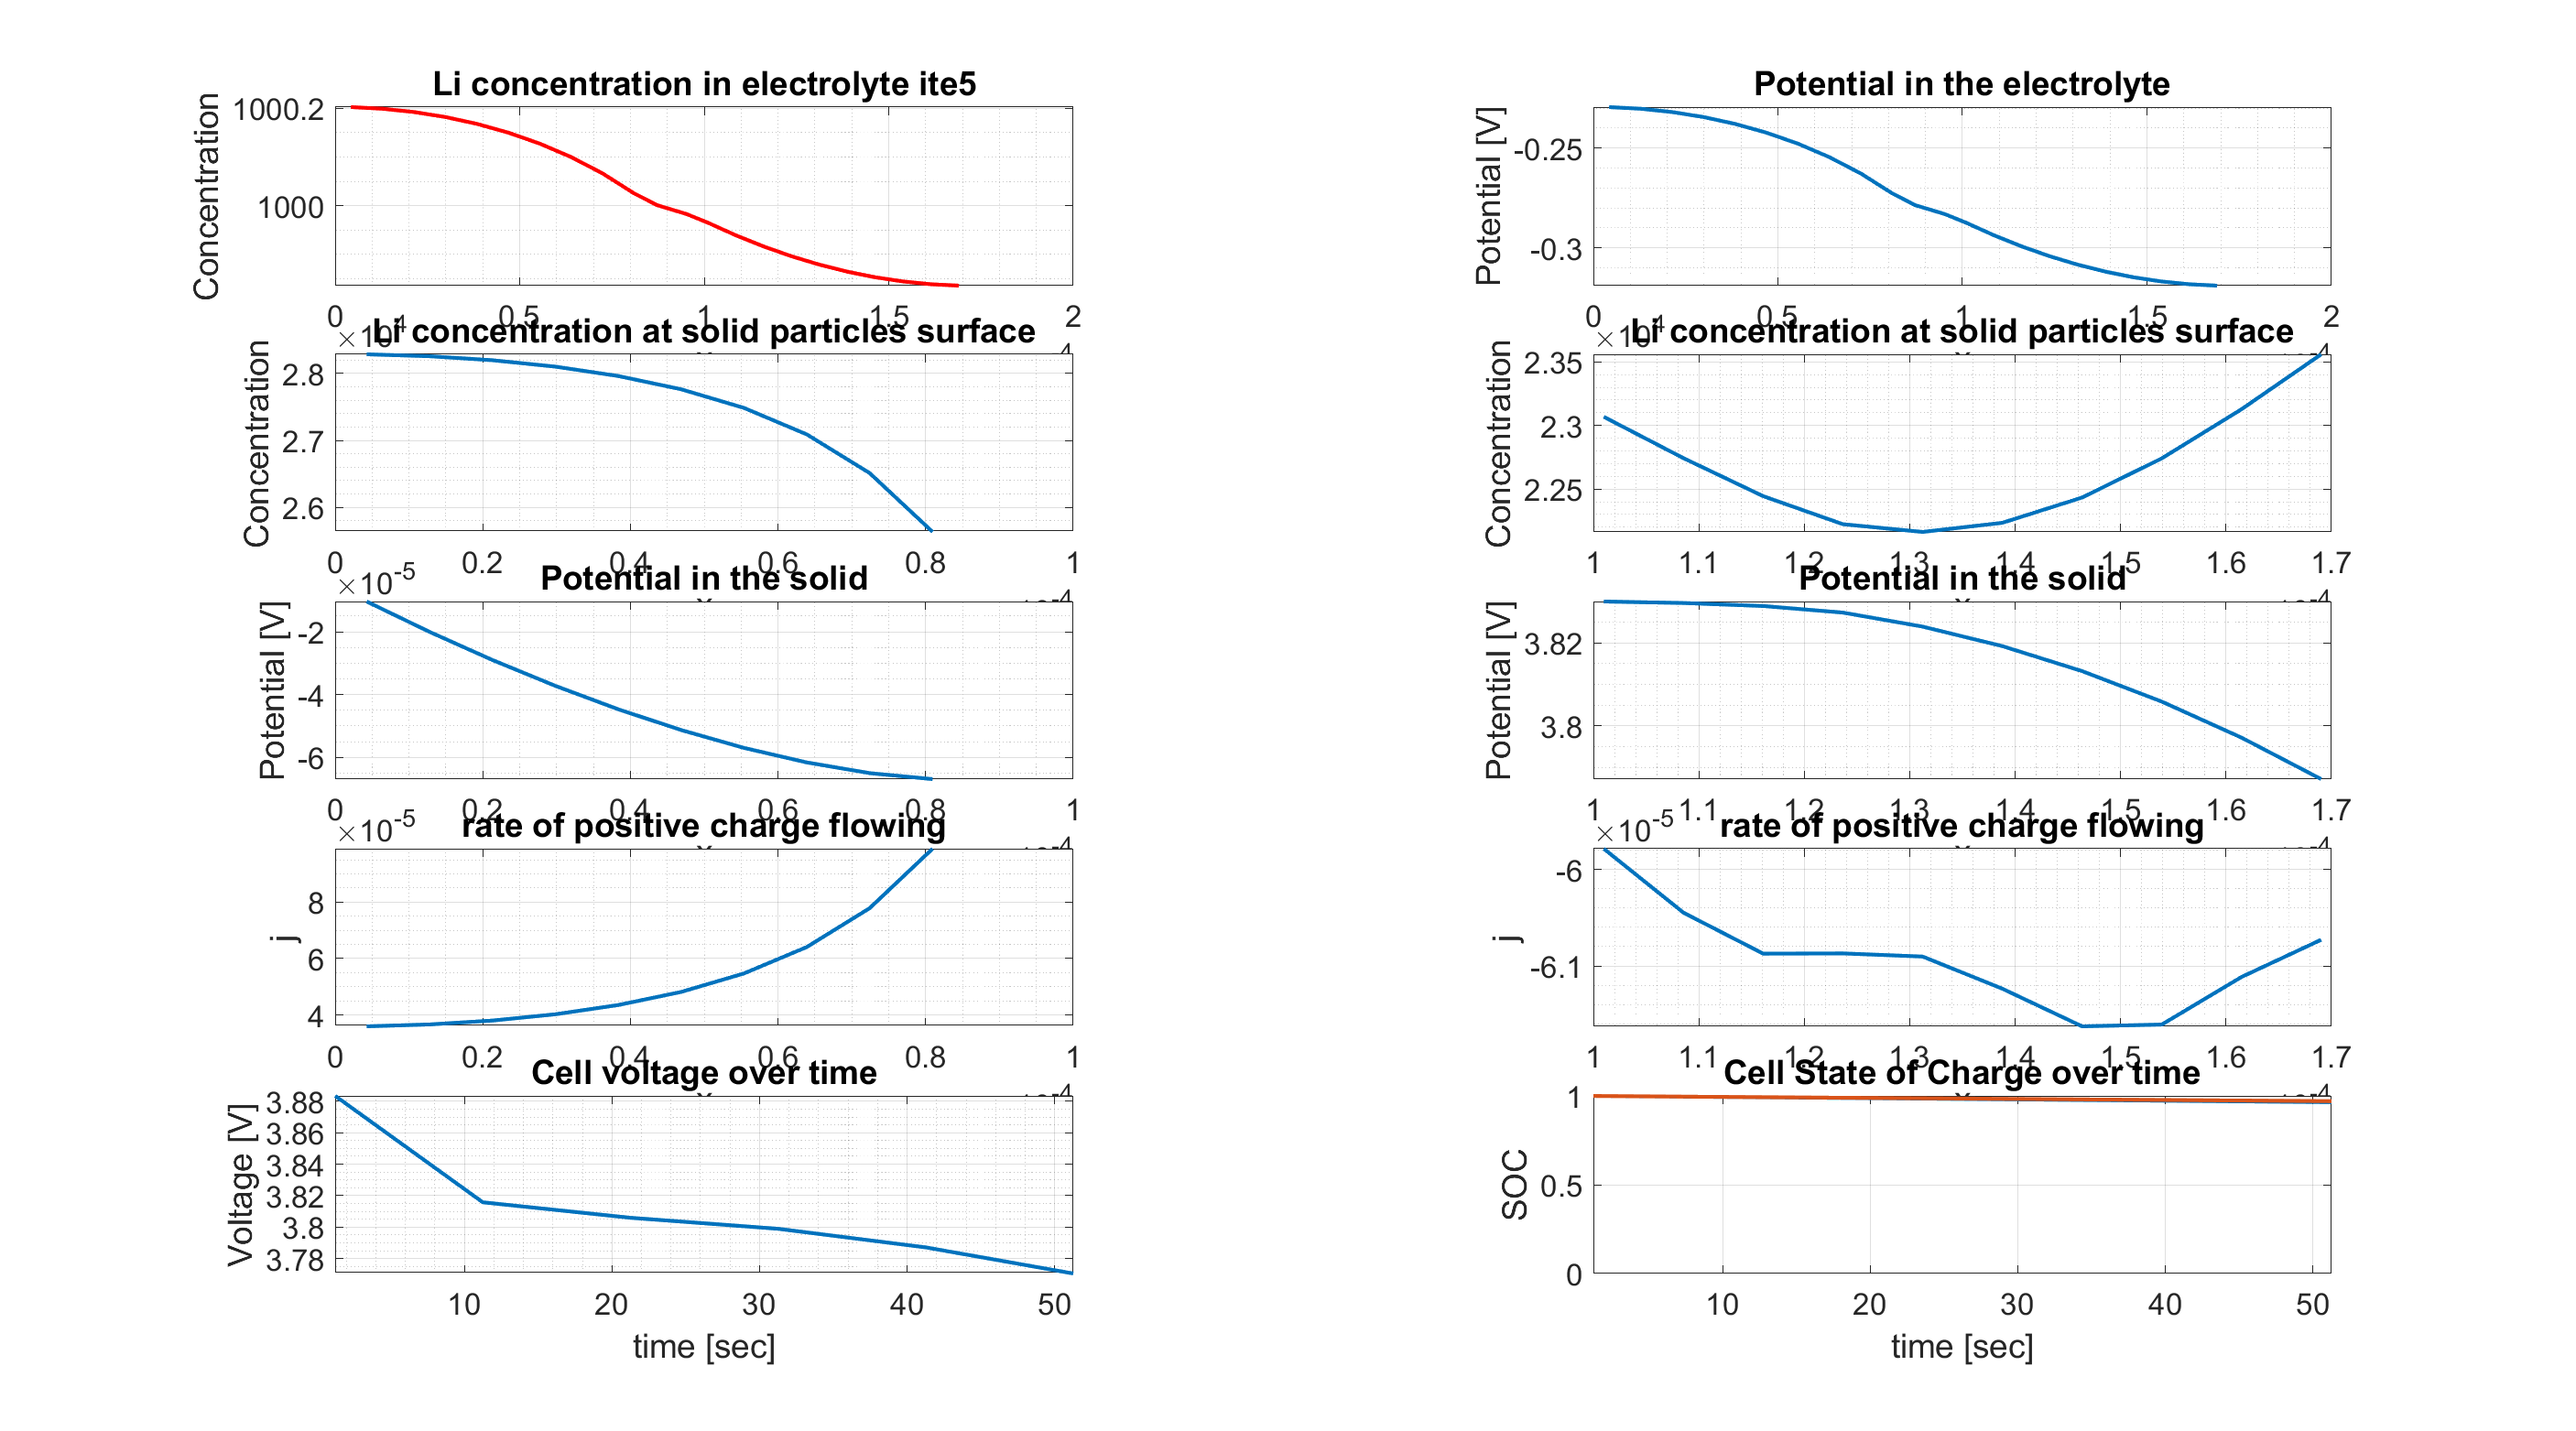 Li concentration in electrolyte ite5
Concentration
1000.2
1000
0 0.5 1 1.5 2
Potential in the electrolyte
Potential [V]
-0.25
-0.3
0 0.5 1 1.5 2
Li concentration at solid particles surface
×10^4
Concentration
2.8
2.7
2.6
0 0.2 0.4 0.6 0.8 1
Li concentration at solid particles surface
×10^4
Concentration
2.35
2.3
2.25
1 1.1 1.2 1.3 1.4 1.5 1.6 1.7
Potential in the solid
×10^-5
Potential [V]
-2
-4
-6
0 0.2 0.4 0.6 0.8 1
Potential in the solid
Potential [V]
3.82
3.8
1 1.1 1.2 1.3 1.4 1.5 1.6 1.7
rate of positive charge flowing
×10^-5
j
8
6
4
0 0.2 0.4 0.6 0.8 1
rate of positive charge flowing
×10^-5
j
-6
-6.1
1 1.1 1.2 1.3 1.4 1.5 1.6 1.7
Cell voltage over time
Voltage [V]
3.88
3.86
3.84
3.82
3.8
3.78
10 20 30 40 50
time [sec]
Cell State of Charge over time
SOC
1
0.5
0
10 20 30 40 50
time [sec]